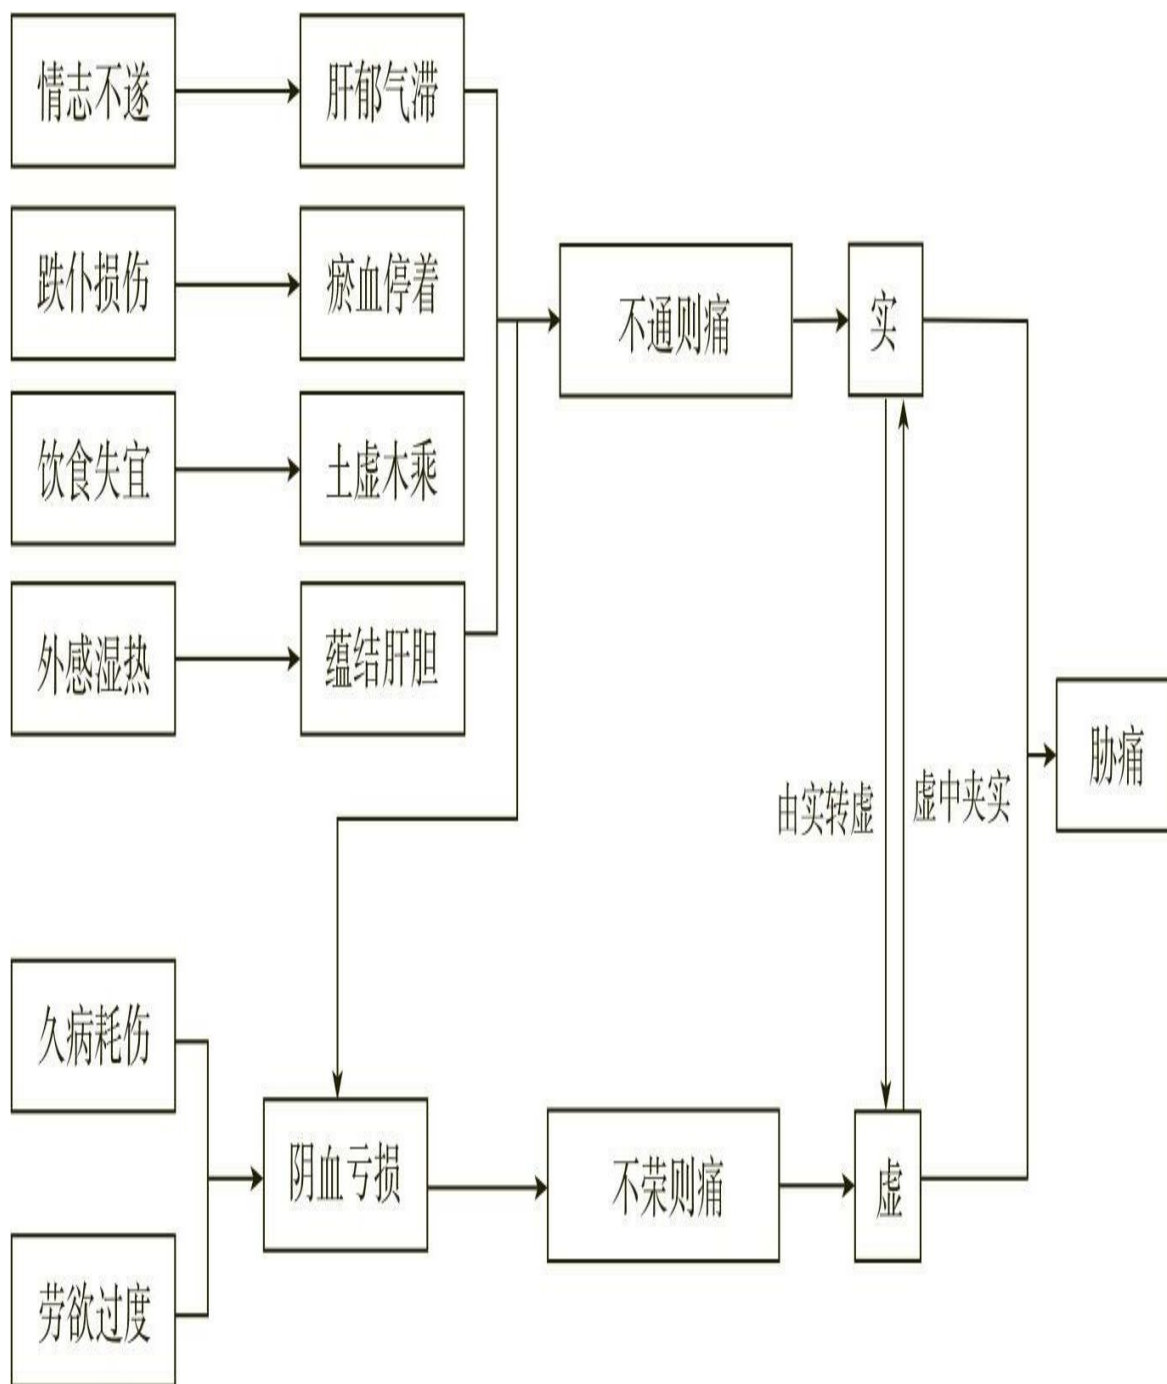 情志不遂
肝郁气滞
跌仆损伤
瘀血停着
不通则痛
实
饮食失宜
土虚木乘
外感湿热
蕴结肝胆
胁痛
由实转虚
虚中夹实
久病耗伤
阴血亏损
不荣则痛
虚
劳欲过度